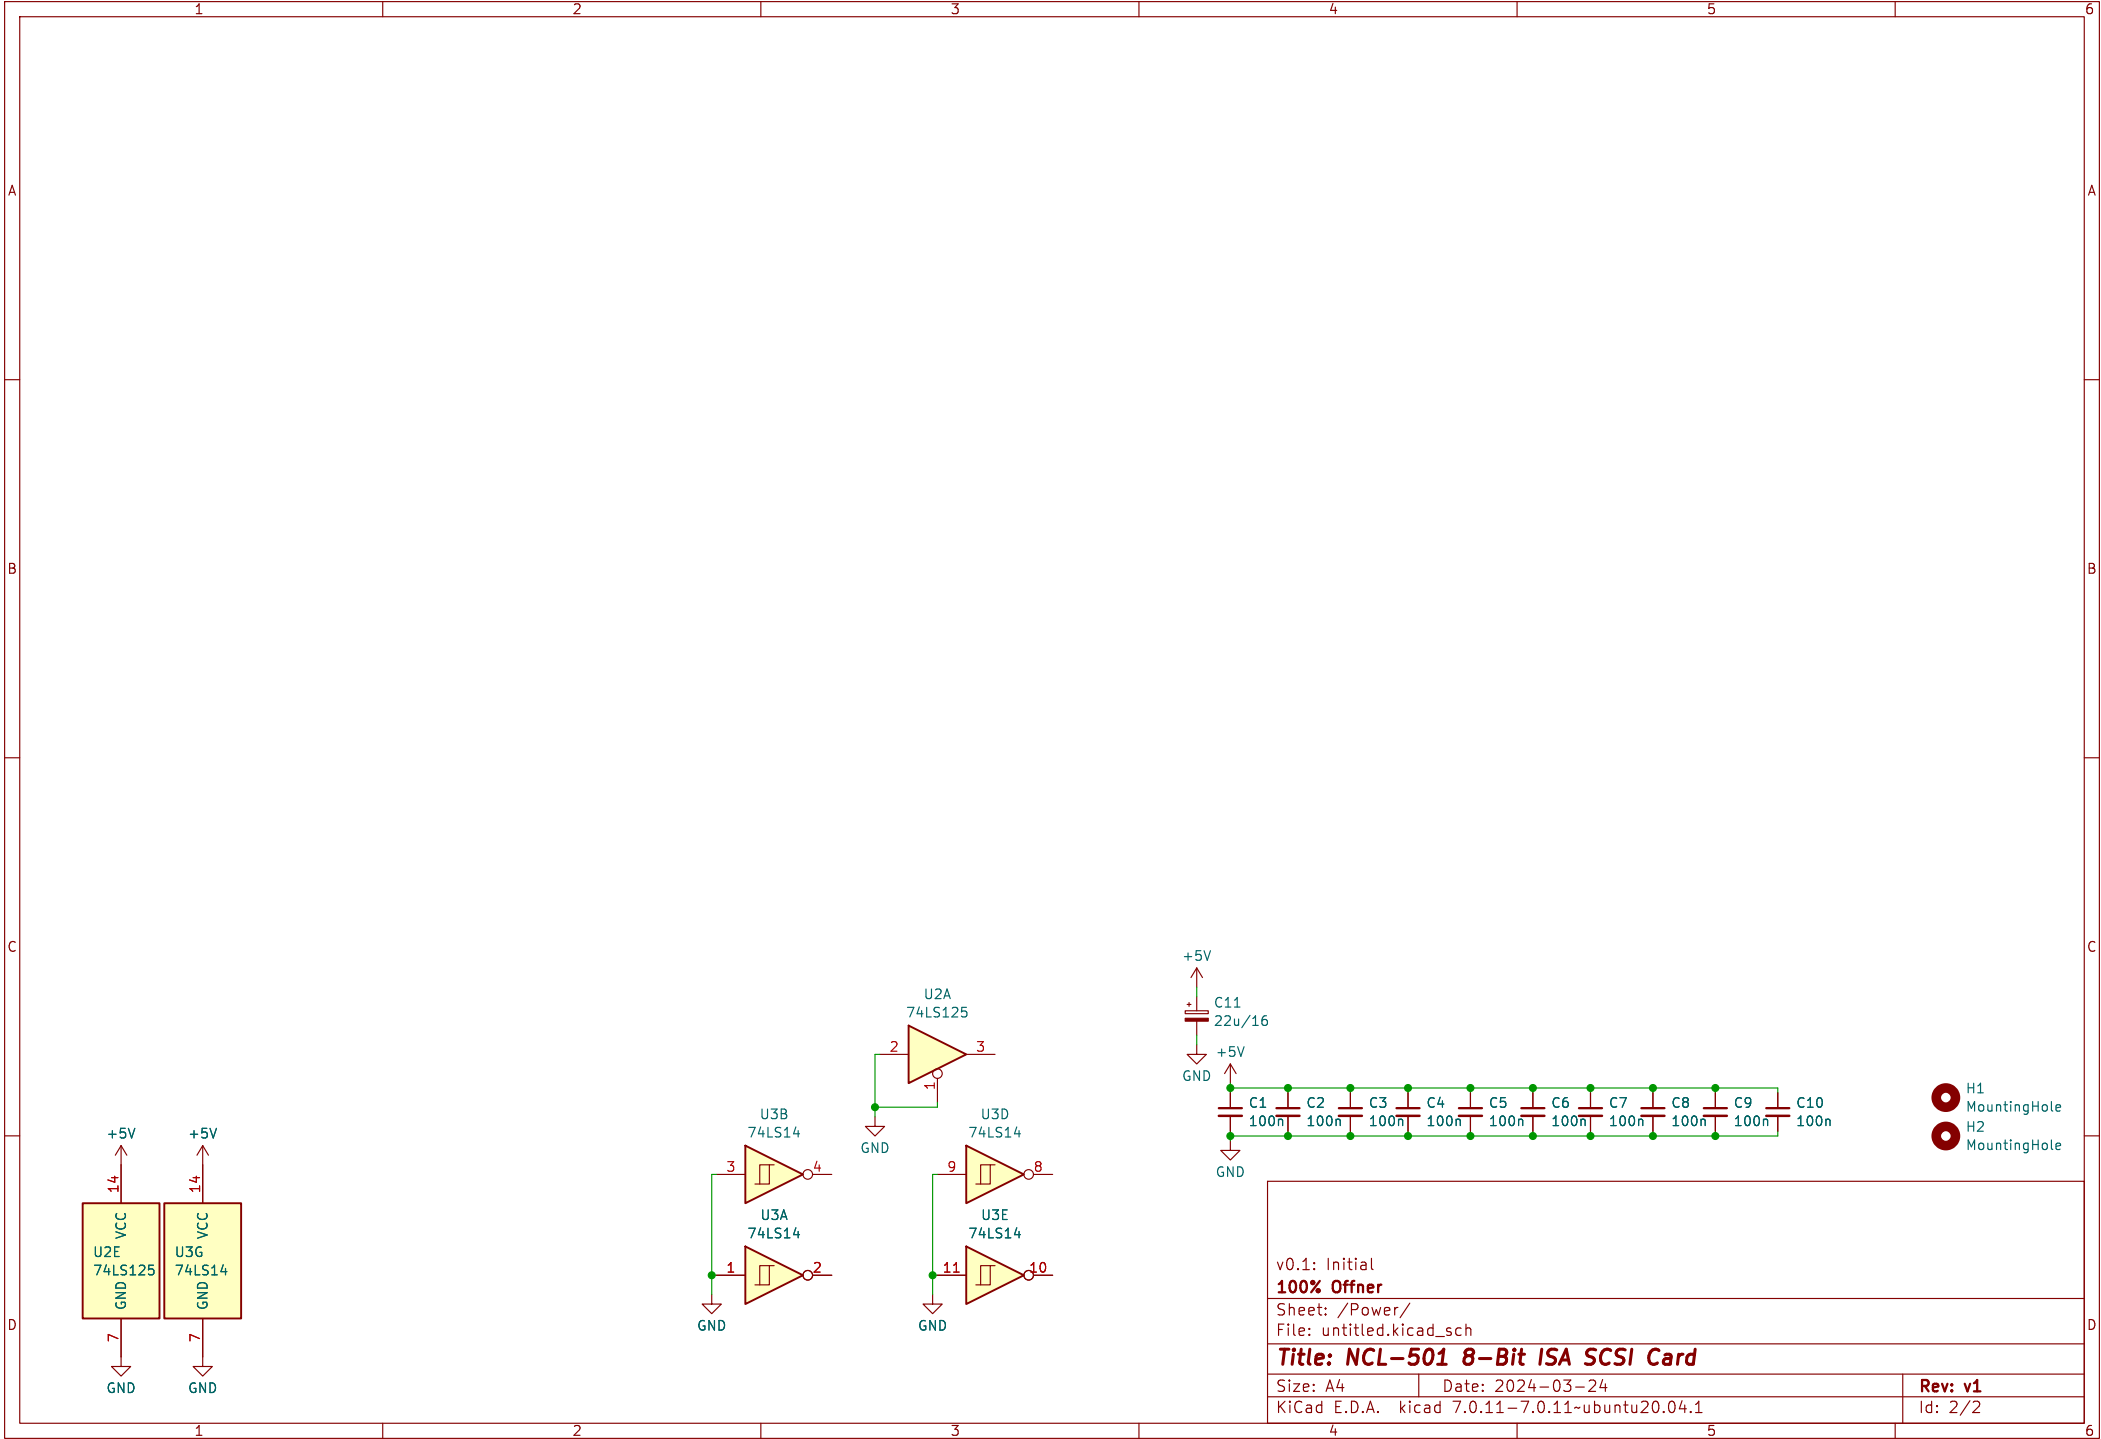 1 2 3 4 5 6
A A
B B
C C
D D
+5V
C11
22u/16
GND
U2A
74LS125
2 3
1
GND
+5V
C1 C2 C3 C4 C5 C6 C7 C8 C9 C10
100n 100n 100n 100n 100n 100n 100n 100n 100n 100n
GND
H1
MountingHole
H2
MountingHole
U3B
74LS14
3 4
U3A
74LS14
1 2
GND
U3D
74LS14
9 8
U3E
74LS14
11 10
GND
+5V
14
VCC
U2E
74LS125
GND
7
GND
+5V
14
VCC
U3G
74LS14
GND
7
GND
v0.1: Initial
100% Offner
Sheet: /Power/
File: untitled.kicad_sch
Title: NCL-501 8-Bit ISA SCSI Card
Size: A4 Date: 2024-03-24 Rev: v1
KiCad E.D.A. kicad 7.0.11-7.0.11~ubuntu20.04.1 Id: 2/2
1 2 3 4 5 6